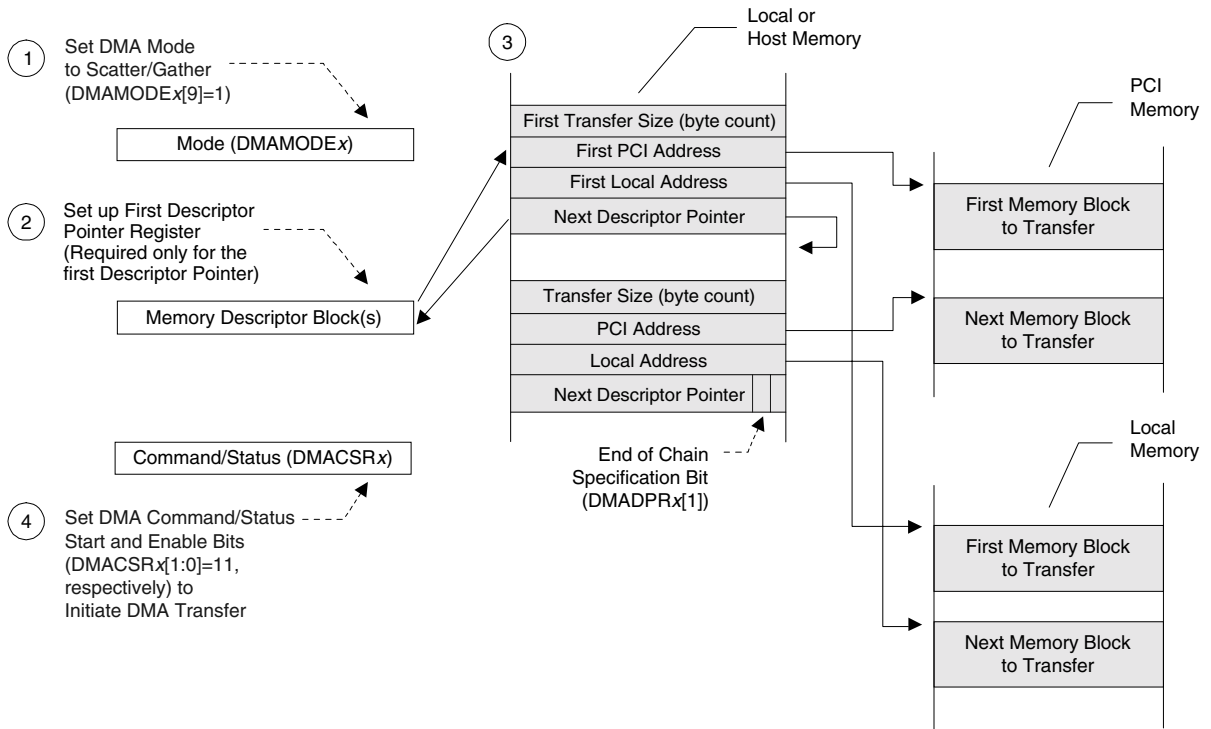 1
Set DMA Mode
to Scatter/Gather
(DMAMODEx[9]=1)
Mode (DMAMODEx)
2
Set up First Descriptor
Pointer Register
(Required only for the
first Descriptor Pointer)
Memory Descriptor Block(s)
Command/Status (DMACSRx)
4
Set DMA Command/Status
Start and Enable Bits
(DMACSRx[1:0]=11,
respectively) to
Initiate DMA Transfer
3
Local or
Host Memory
First Transfer Size (byte count)
First PCI Address
First Local Address
Next Descriptor Pointer
Transfer Size (byte count)
PCI Address
Local Address
Next Descriptor Pointer
End of Chain
Specification Bit
(DMADPRx[1])
PCI
Memory
First Memory Block
to Transfer
Next Memory Block
to Transfer
Local
Memory
First Memory Block
to Transfer
Next Memory Block
to Transfer